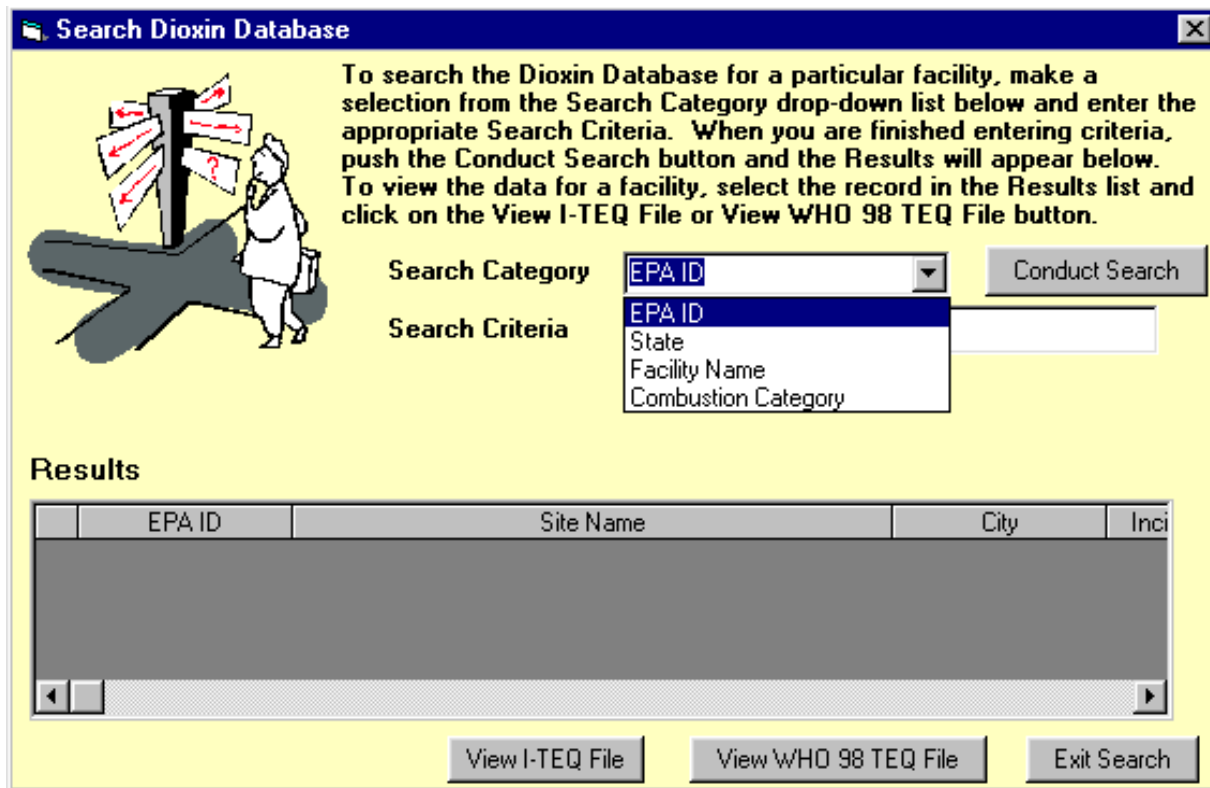 Search Dioxin Database
To search the Dioxin Database for a particular facility, make a
selection from the Search Category drop-down list below and enter the
appropriate Search Criteria. When you are finished entering criteria,
push the Conduct Search button and the Results will appear below.
To view the data for a facility, select the record in the Results list and
click on the View I-TEQ File or View WHO 98 TEQ File button.
?
Search Category EPA ID Conduct Search
EPA ID
Search Criteria
State
Facility Name
Combustion Category
Results
EPA ID Site Name City Inci
View I-TEQ File View WHO 98 TEQ File Exit Search